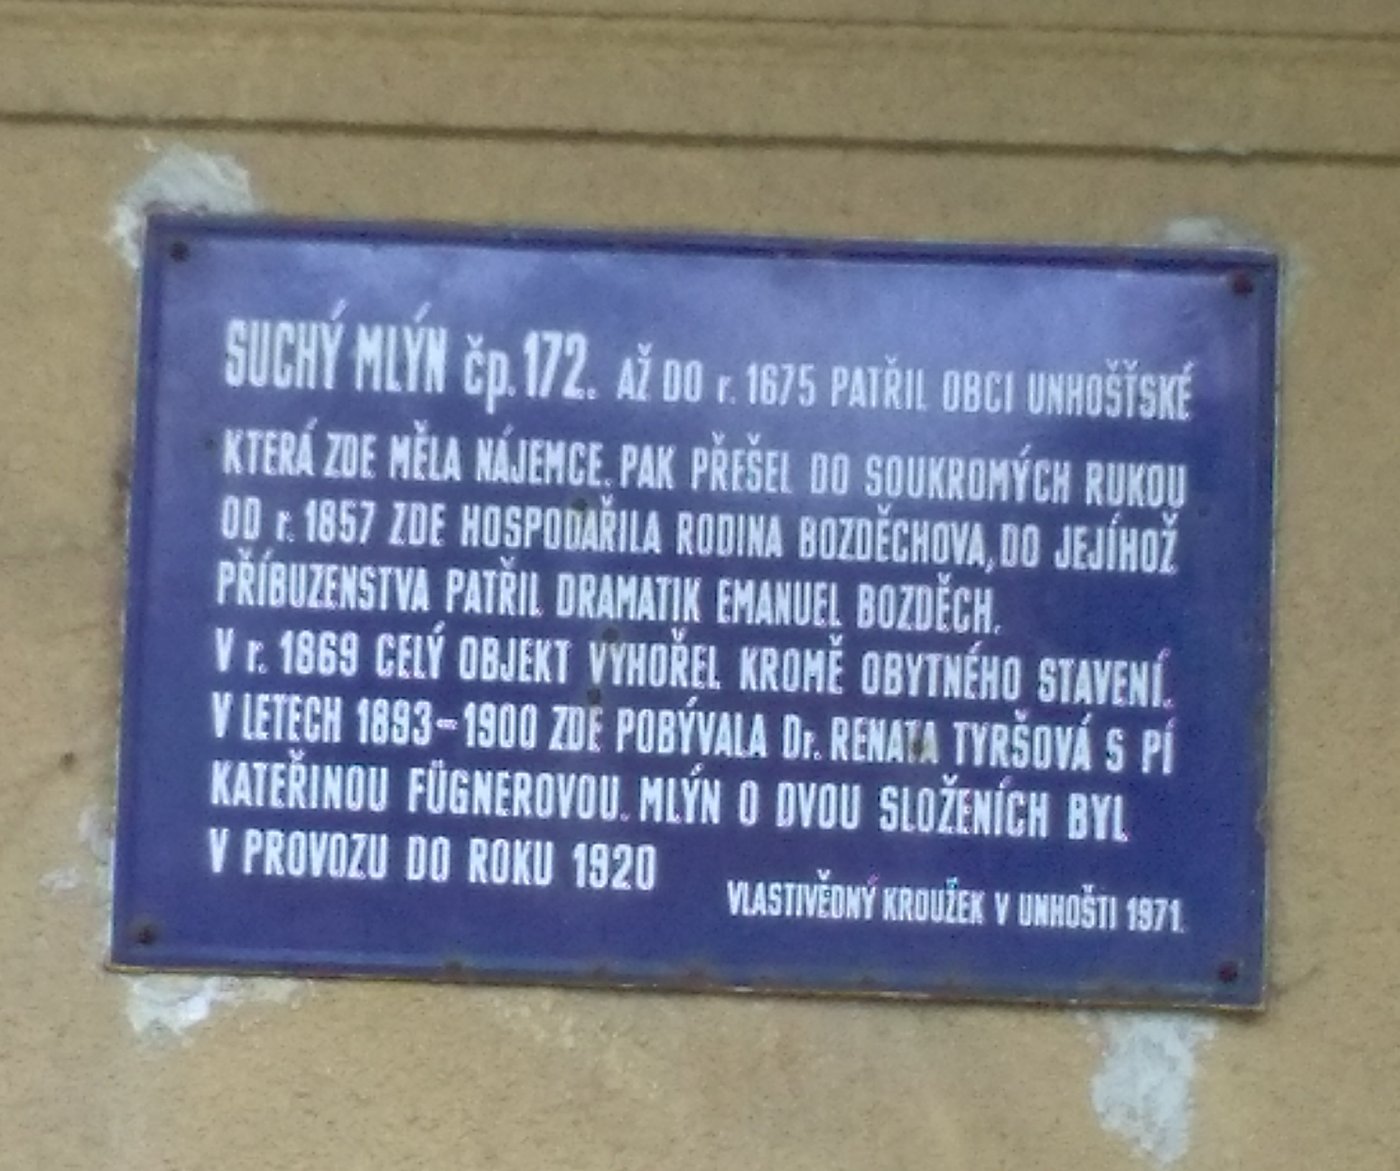 SUCHÝ MLÝN čp. 172. AŽ DO r. 1675 PATŘIL OBCI UNHOŠŤSKÉ
KTERÁ ZDE MĚLA NÁJEMCE. PAK PŘEŠEL DO SOUKROMÝCH RUKOU
OD r. 1857 ZDE HOSPODAŘILA RODINA BOZDĚCHOVA, DO JEJÍHOŽ
PŘÍBUZENSTVA PATŘIL DRAMATIK EMANUEL BOZDĚCH.
V r. 1869 CELÝ OBJEKT VYHOŘEL KROMĚ OBYTNÉHO STAVENÍ.
V LETECH 1893-1900 ZDE POBÝVALA Dr. RENATA TYRŠOVÁ S PÍ
KATEŘINOU FÜGNEROVOU. MLÝN O DVOU SLOŽENÍCH BYL
V PROVOZU DO ROKU 1920
VLASTIVĚDNÝ KROUŽEK V UNHOŠTI 1971.